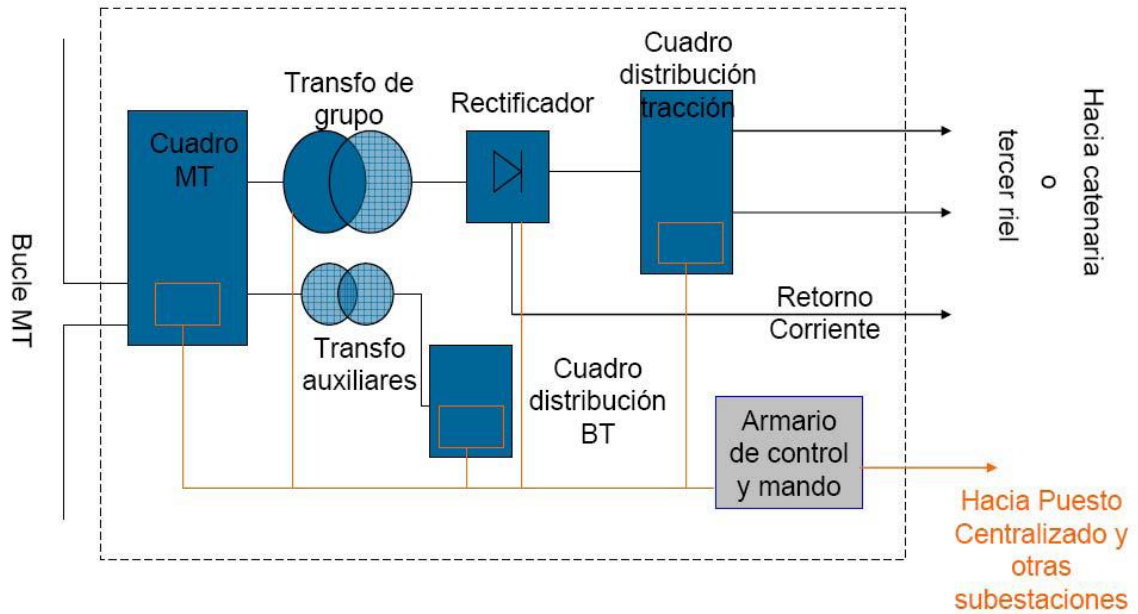 Cuadro
distribución
tracción
Transfo de
grupo
Rectificador
Cuadro
MT
Hacia catenaria
o
tercer riel
Bucle MT
Retorno
Corriente
Transfo
auxiliares
Cuadro
distribución
BT
Armario
de control
y mando
Hacia Puesto
Centralizado y
otras
subestaciones